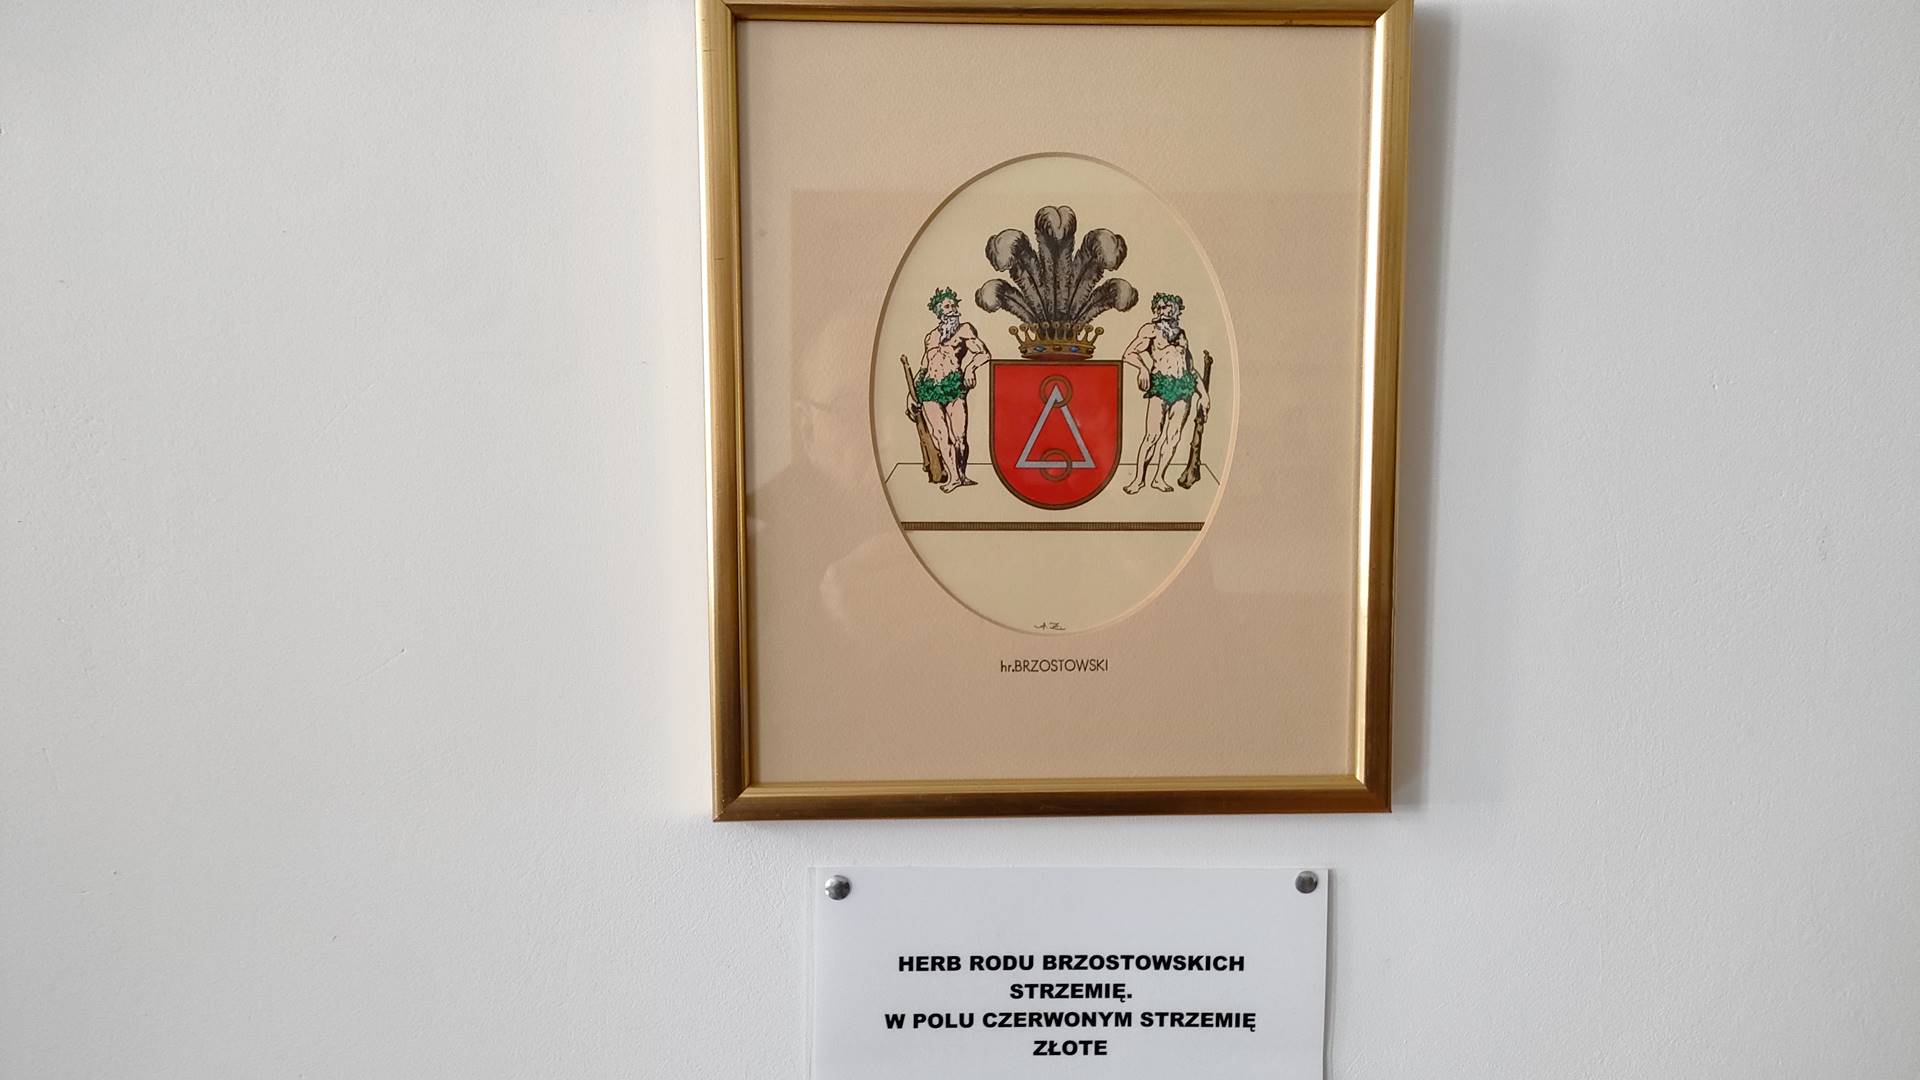 A.Z.
hr.BRZOSTOWSKI
HERB RODU BRZOSTOWSKICH
STRZEMIĘ.
W POLU CZERWONYM STRZEMIĘ
ZŁOTE